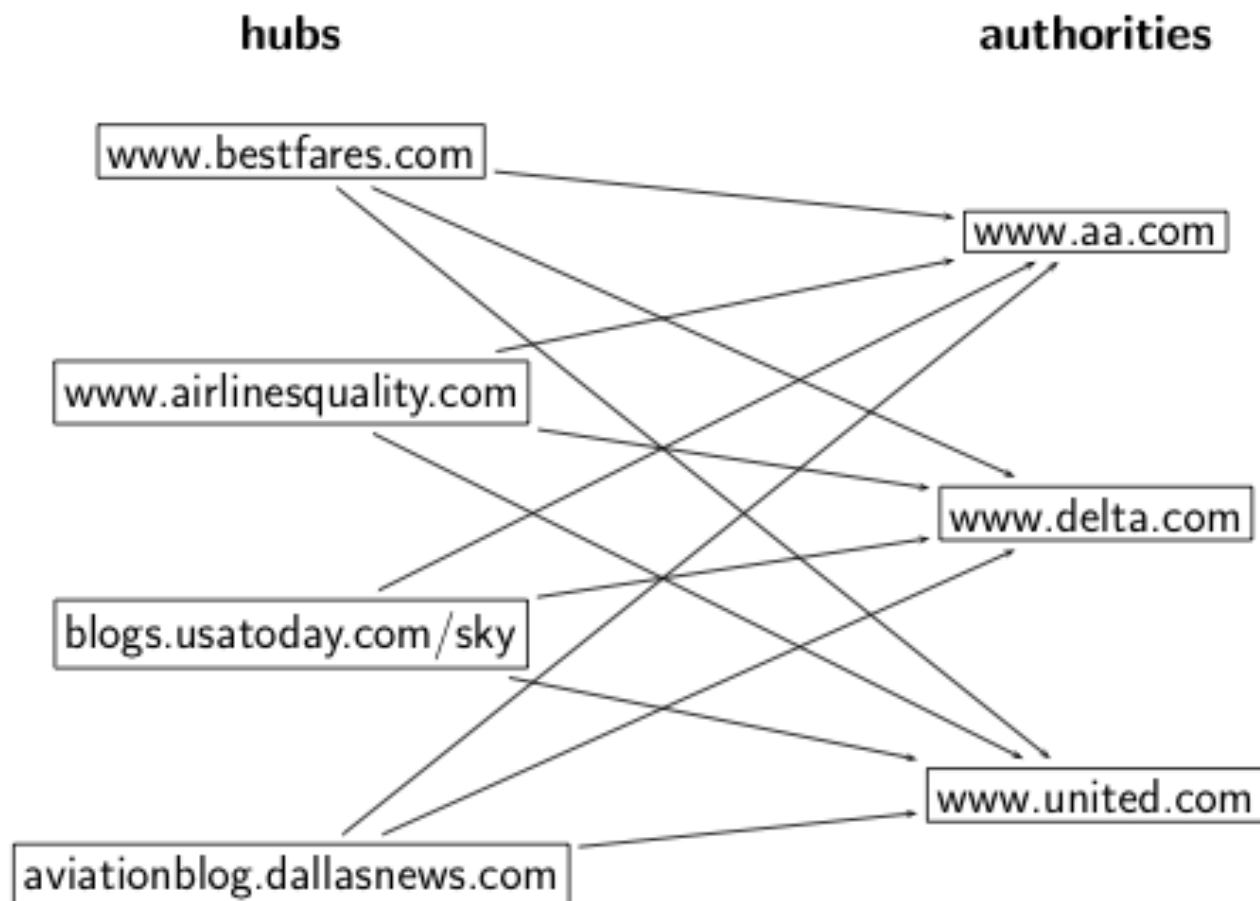 hubs
authorities
www.bestfares.com
www.aa.com
www.airlinesquality.com
www.delta.com
blogs.usatoday.com/sky
www.united.com
aviationblog.dallasnews.com